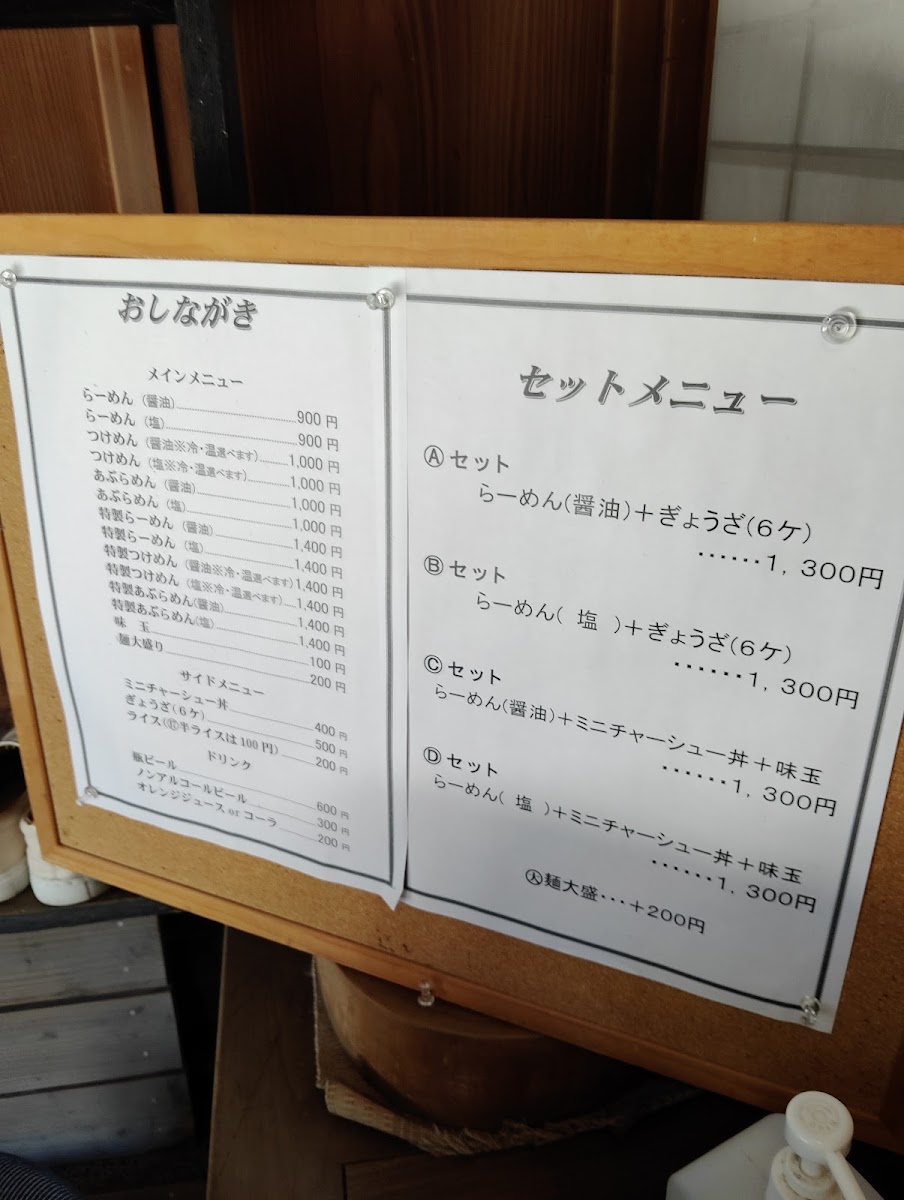 おしながき
メインメニュー
らーめん（醤油）......900円
らーめん（塩）......900円
つけめん（醤油※冷・温選べます）......1,000円
つけめん（塩※冷・温選べます）......1,000円
あぶらめん（醤油）......1,000円
あぶらめん（塩）......1,000円
特製らーめん（醤油）......1,400円
特製らーめん（塩）......1,400円
特製つけめん（醤油※冷・温選べます）1,400円
特製つけめん（塩※冷・温選べます）......1,400円
特製あぶらめん(醤油)......1,400円
特製あぶらめん(塩)......1,400円
味　玉......100円
麺大盛り......200円
サイドメニュー
ミニチャーシュー丼......400円
ぎょうざ(６ケ)......500円
ライス(㊟半ライスは100円)......200円
ドリンク
瓶ビール......600円
ノンアルコールビール......300円
オレンジジュース or コーラ......200円
セットメニュー
Ⓐセット
らーめん(醤油)＋ぎょうざ(６ケ)
‥‥‥１，３００円
Ⓑセット
らーめん( 塩 )＋ぎょうざ(６ケ)
‥‥‥１，３００円
Ⓒセット
らーめん(醤油)＋ミニチャーシュー丼＋味玉
‥‥‥１，３００円
Ⓓセット
らーめん( 塩 )＋ミニチャーシュー丼＋味玉
‥‥‥１，３００円
㊅麺大盛‥‥＋２００円